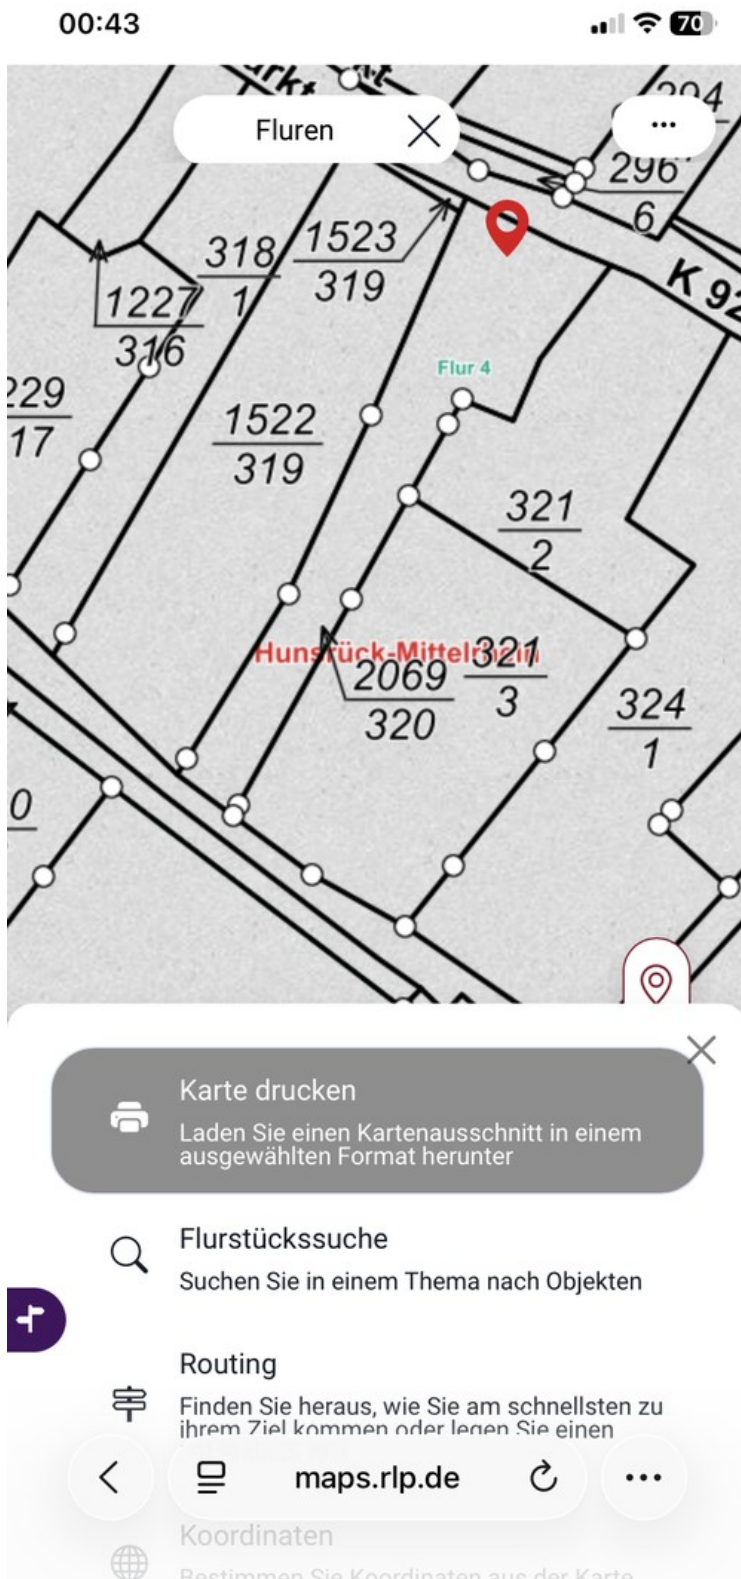 00:43
70
Fluren
...
294
296
6
318
1
1523
319
K 92
1227
316
Flur 4
229
17
1522
319
321
2
Hunsrück-Mittelrhein
321
3
2069
320
324
1
0
Karte drucken
Laden Sie einen Kartenausschnitt in einem
ausgewählten Format herunter
Flurstückssuche
Suchen Sie in einem Thema nach Objekten
Routing
Finden Sie heraus, wie Sie am schnellsten zu
ihrem Ziel kommen oder legen Sie einen
maps.rlp.de
Koordinaten
Bestimmen Sie Koordinaten aus der Karte